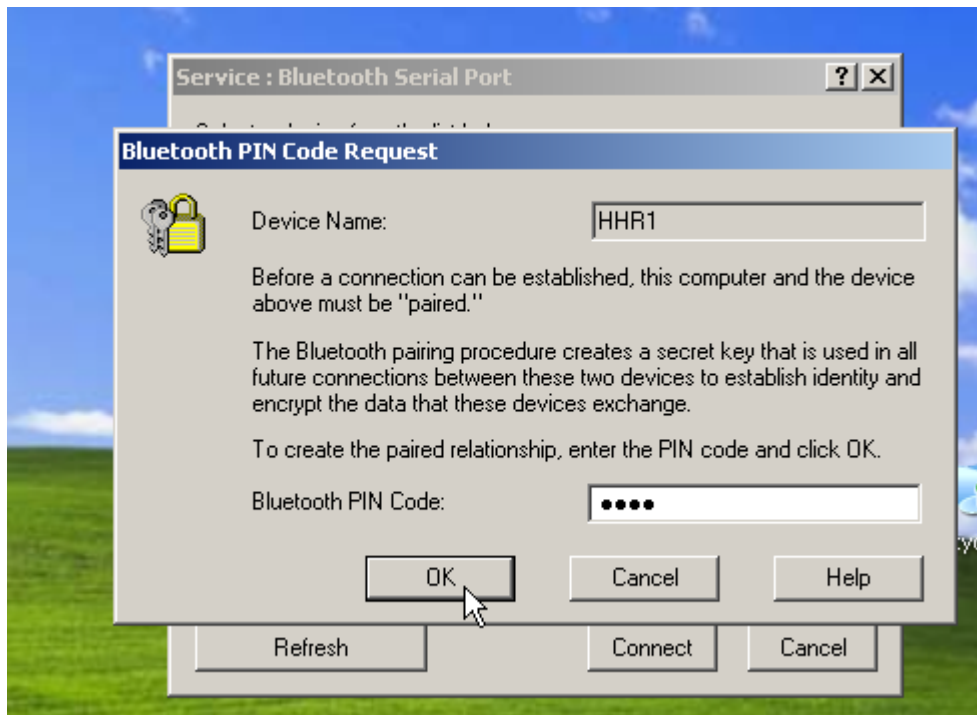 Service : Bluetooth Serial Port
Bluetooth PIN Code Request
Device Name:
HHR1
Before a connection can be established, this computer and the device
above must be "paired."
The Bluetooth pairing procedure creates a secret key that is used in all
future connections between these two devices to establish identity and
encrypt the data that these devices exchange.
To create the paired relationship, enter the PIN code and click OK.
Bluetooth PIN Code:
OK
Cancel
Help
Refresh
Connect
Cancel